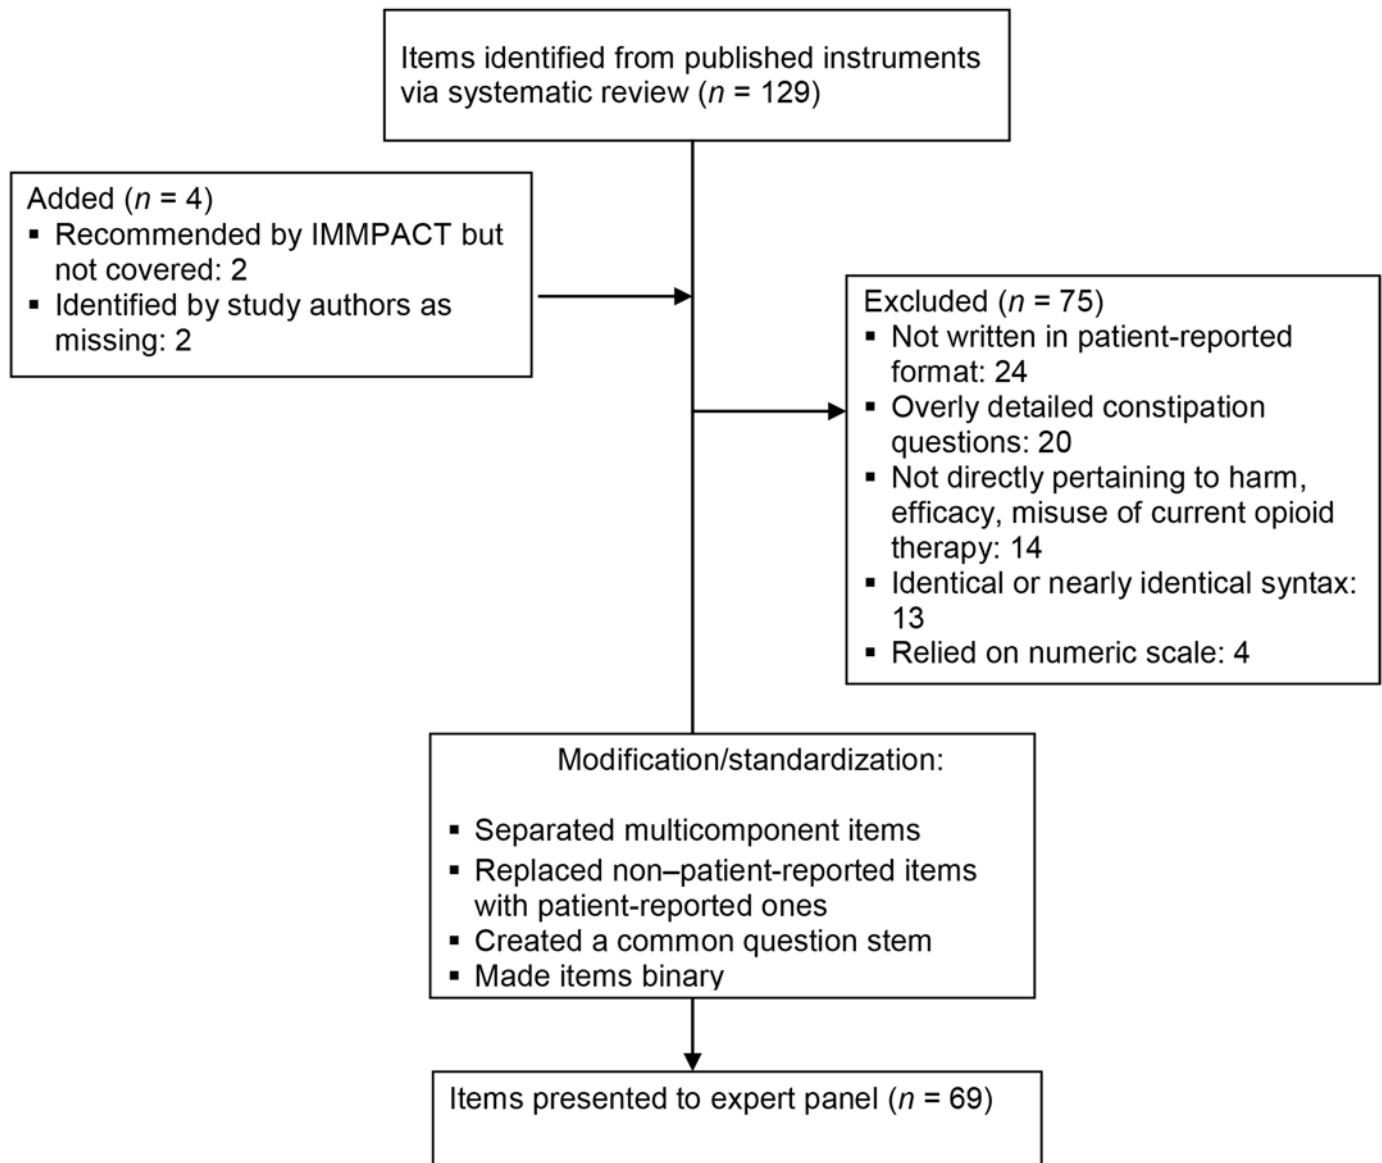 Items identified from published instruments
via systematic review (n = 129)
Added (n = 4)
▪ Recommended by IMMPACT but
not covered: 2
▪ Identified by study authors as
missing: 2
Excluded (n = 75)
▪ Not written in patient-reported
format: 24
▪ Overly detailed constipation
questions: 20
▪ Not directly pertaining to harm,
efficacy, misuse of current opioid
therapy: 14
▪ Identical or nearly identical syntax:
13
▪ Relied on numeric scale: 4
Modification/standardization:
▪ Separated multicomponent items
▪ Replaced non–patient-reported items
with patient-reported ones
▪ Created a common question stem
▪ Made items binary
Items presented to expert panel (n = 69)